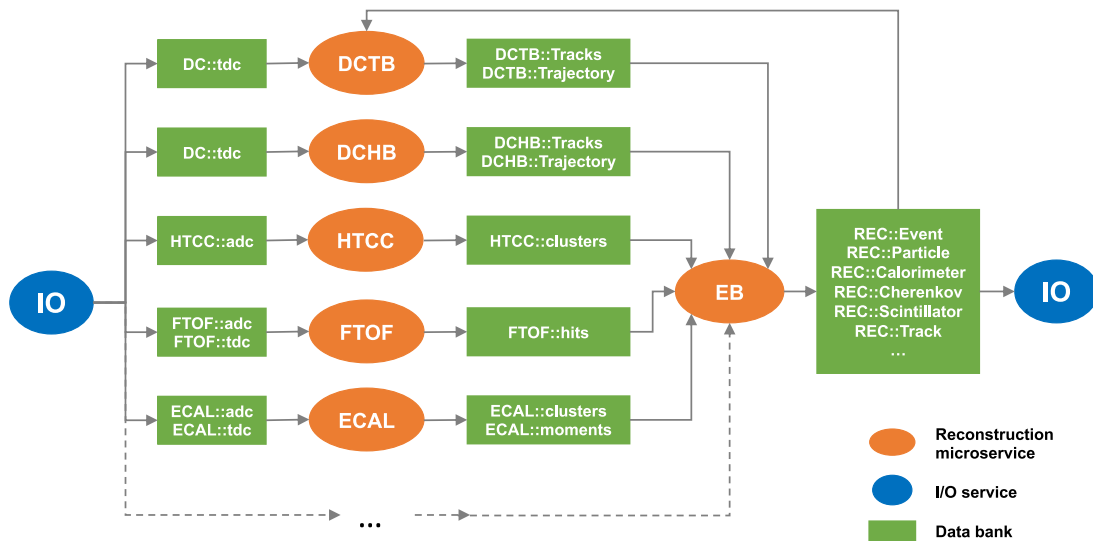 DC::tdc
DCTB
DCTB::Tracks
DCTB::Trajectory
DC::tdc
DCHB
DCHB::Tracks
DCHB::Trajectory
HTCC::adc
HTCC
HTCC::clusters
IO
FTOF::adc
FTOF::tdc
FTOF
FTOF::hits
ECAL::adc
ECAL::tdc
ECAL
ECAL::clusters
ECAL::moments
...
EB
REC::Event
REC::Particle
REC::Calorimeter
REC::Cherenkov
REC::Scintillator
REC::Track
...
IO
Reconstruction
microservice
I/O service
Data bank